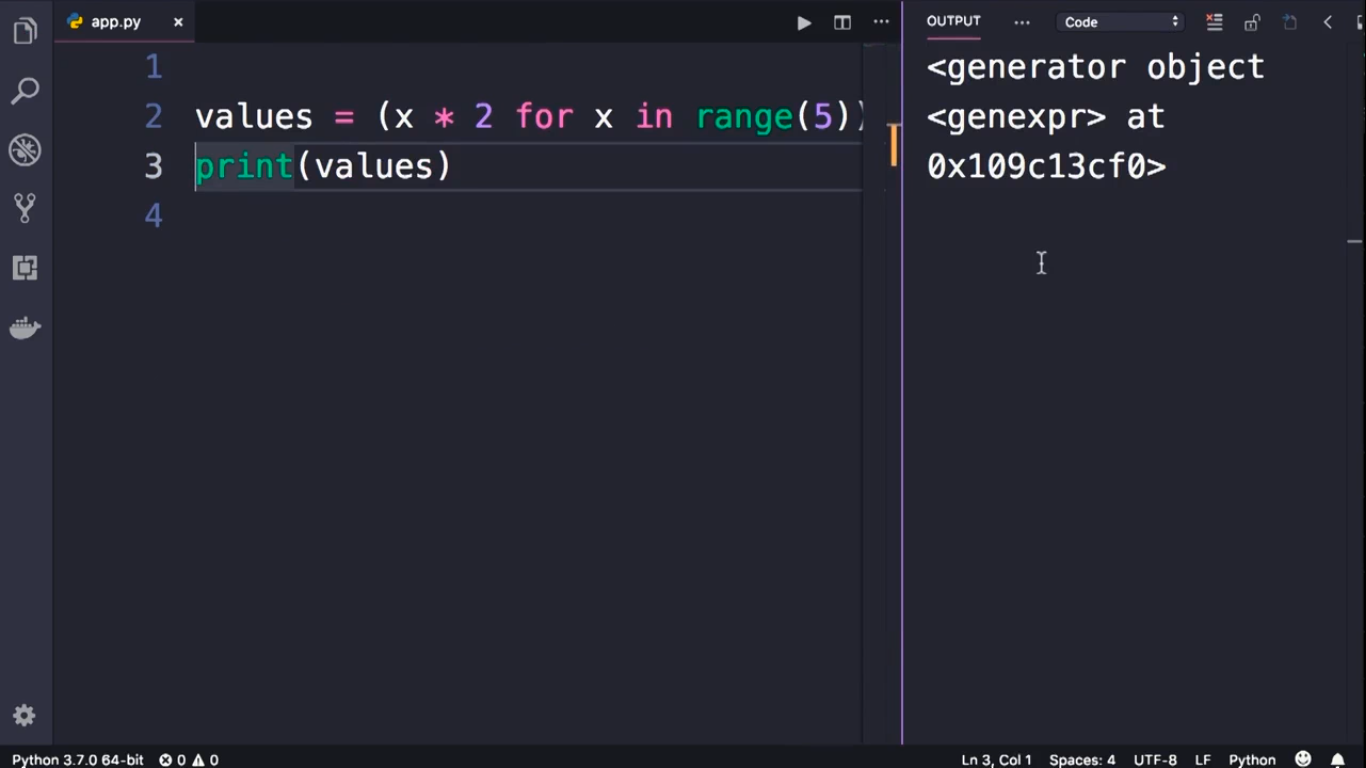 app.py
OUTPUT
Code
1
2 values = (x * 2 for x in range(5))
3 print(values)
4
<generator object
<genexpr> at
0x109c13cf0>
Python 3.7.0 64-bit 0 0 Ln 3, Col 1 Spaces: 4 UTF-8 LF Python